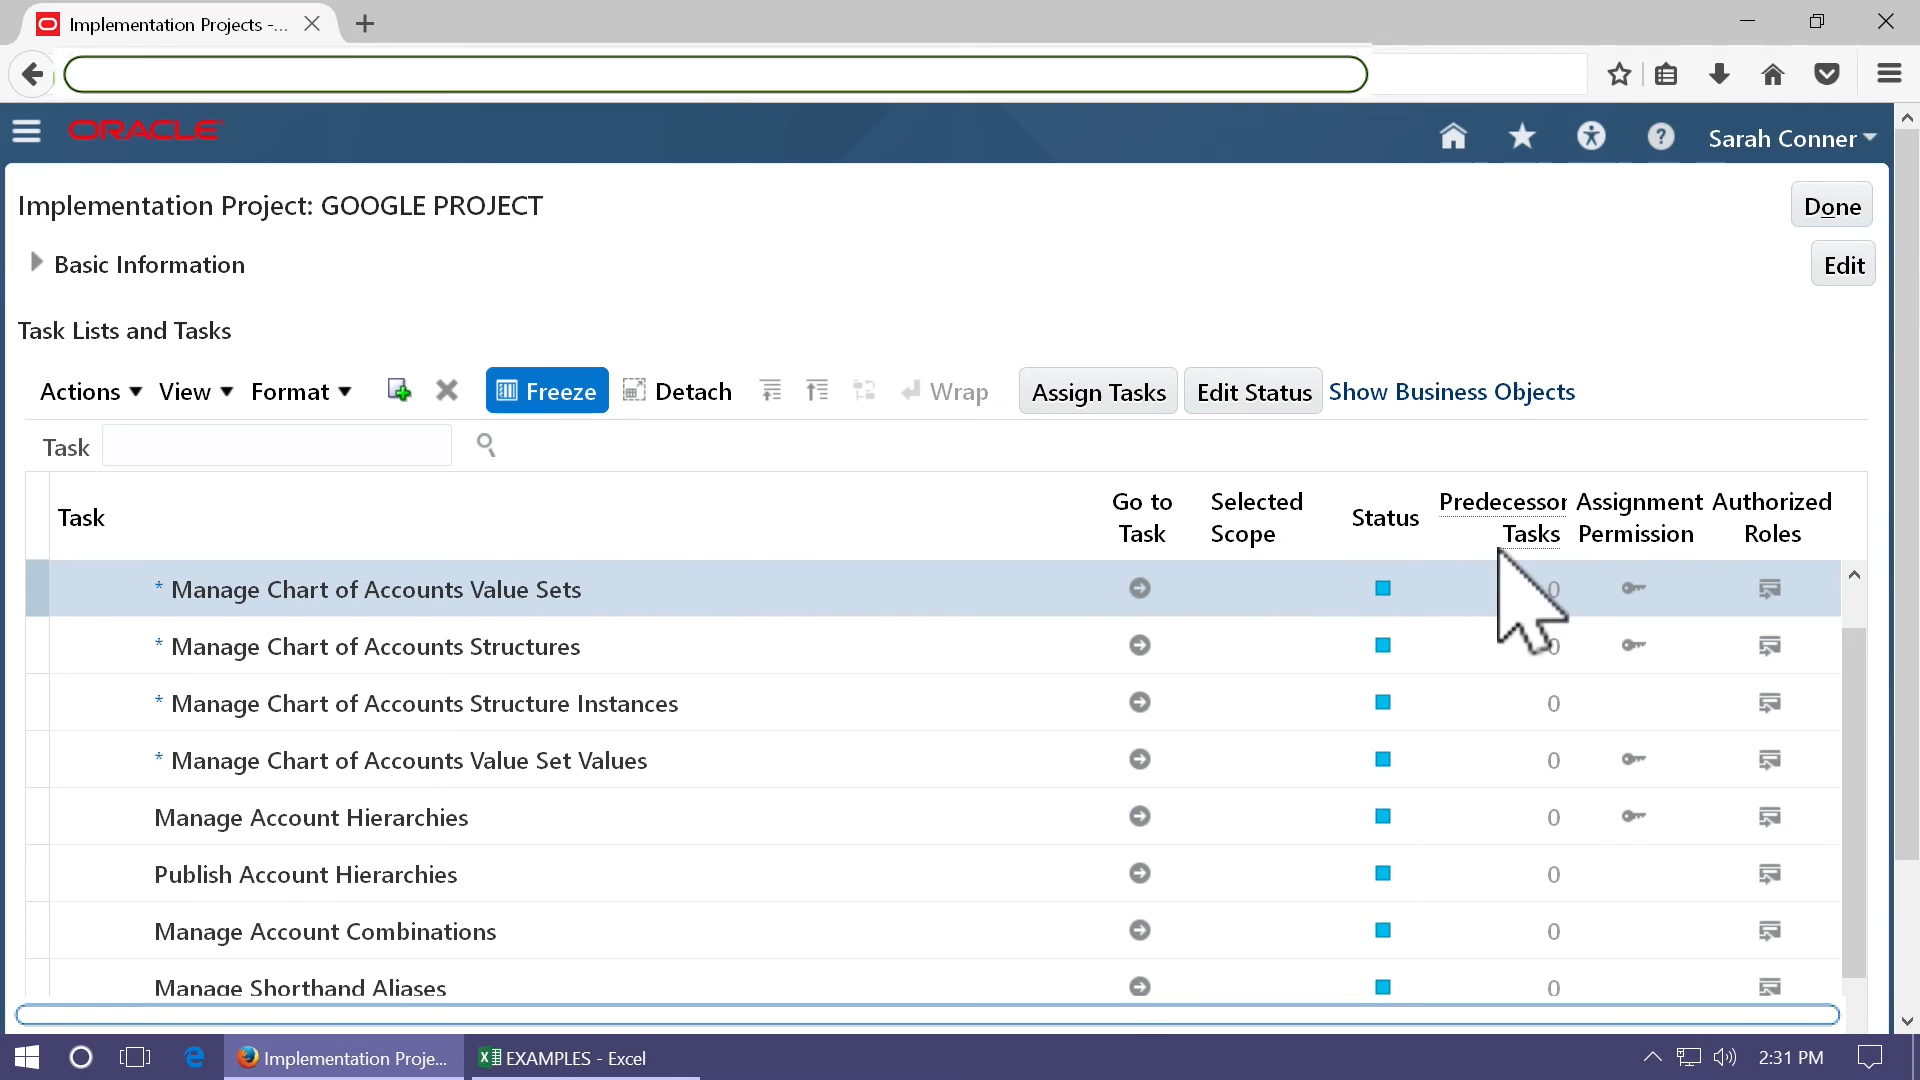 Implementation Projects -...
ORACLE
Sarah Conner
Implementation Project: GOOGLE PROJECT
Done
Basic Information
Edit
Task Lists and Tasks
Actions View Format Freeze Detach Wrap Assign Tasks Edit Status Show Business Objects
Task
Task Go to Task Selected Scope Status Predecessor Tasks Assignment Permission Authorized Roles
* Manage Chart of Accounts Value Sets 0
* Manage Chart of Accounts Structures 0
* Manage Chart of Accounts Structure Instances 0
* Manage Chart of Accounts Value Set Values 0
Manage Account Hierarchies 0
Publish Account Hierarchies 0
Manage Account Combinations 0
Manage Shorthand Aliases 0
Implementation Proje... EXAMPLES - Excel 2:31 PM